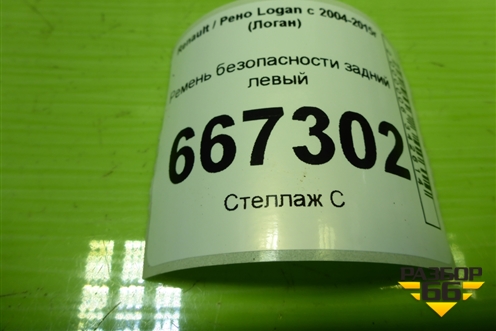 Renault / Рено Logan с 2004-2015г
(Логан)
Ремень безопасности задний
левый
667302
Стеллаж С
РАЗБОР
66